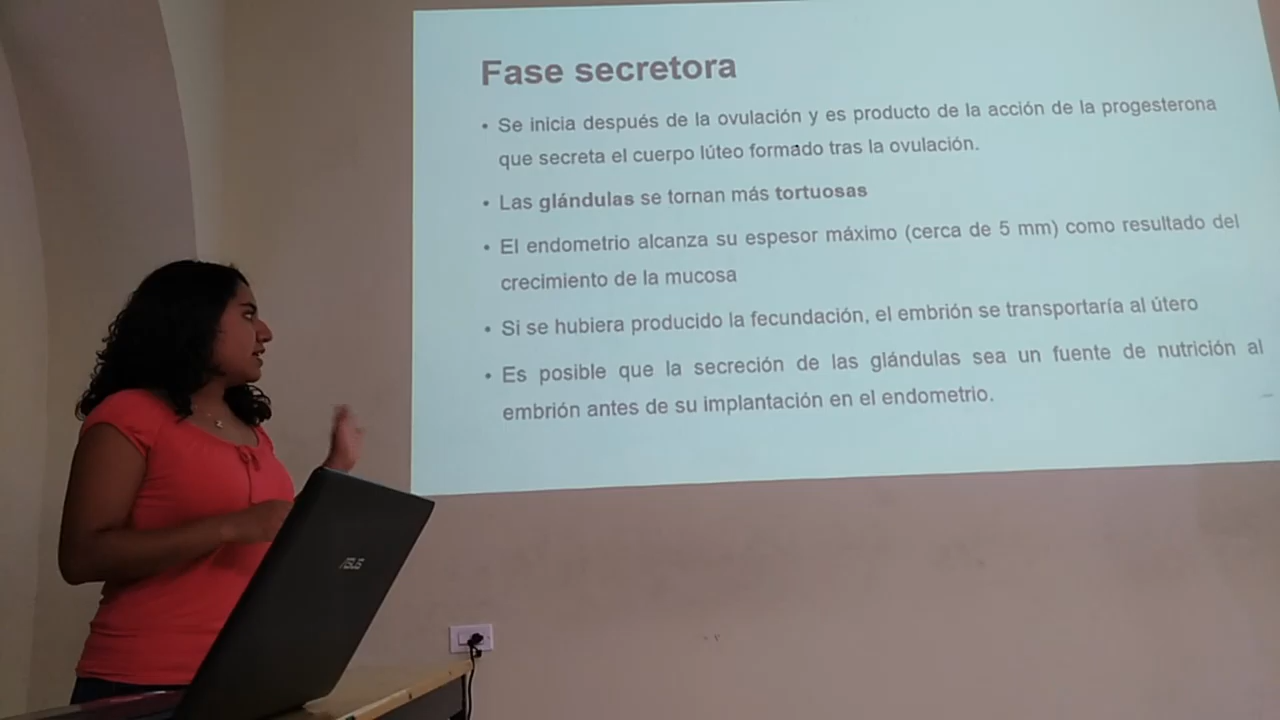 Fase secretora
• Se inicia después de la ovulación y es producto de la acción de la progesterona
que secreta el cuerpo lúteo formado tras la ovulación.
• Las glándulas se tornan más tortuosas
• El endometrio alcanza su espesor máximo (cerca de 5 mm) como resultado del
crecimiento de la mucosa
• Si se hubiera producido la fecundación, el embrión se transportaría al útero
• Es posible que la secreción de las glándulas sea un fuente de nutrición al
embrión antes de su implantación en el endometrio.
ASUS